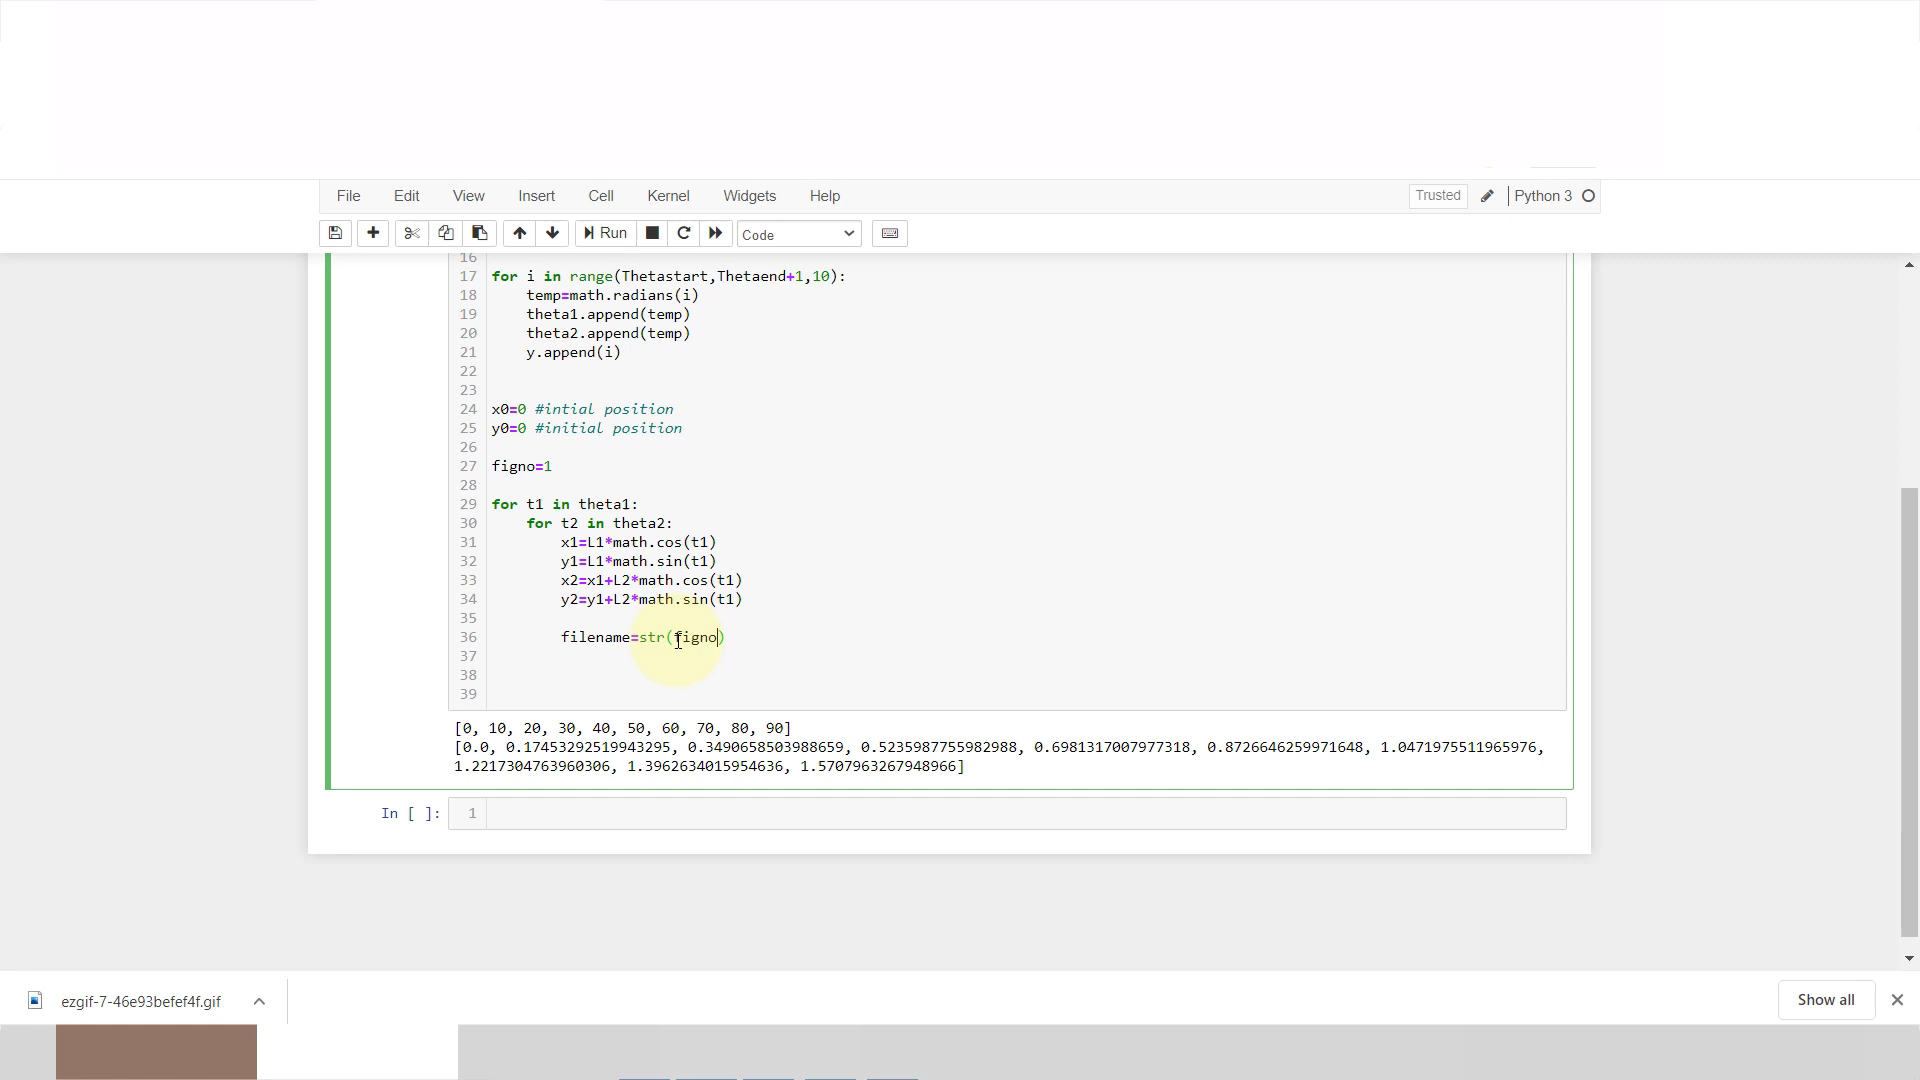 File Edit View Insert Cell Kernel Widgets Help Trusted Python 3
Run Code
16
17 for i in range(Thetastart,Thetaend+1,10):
18 temp=math.radians(i)
19 theta1.append(temp)
20 theta2.append(temp)
21 y.append(i)
22
23
24 x0=0 #intial position
25 y0=0 #initial position
26
27 figno=1
28
29 for t1 in theta1:
30 for t2 in theta2:
31 x1=L1*math.cos(t1)
32 y1=L1*math.sin(t1)
33 x2=x1+L2*math.cos(t1)
34 y2=y1+L2*math.sin(t1)
35
36 filename=str(figno)
37
38
39
[0, 10, 20, 30, 40, 50, 60, 70, 80, 90]
[0.0, 0.17453292519943295, 0.3490658503988659, 0.5235987755982988, 0.6981317007977318, 0.8726646259971648, 1.0471975511965976,
1.2217304763960306, 1.3962634015954636, 1.5707963267948966]
In [ ]: 1
ezgif-7-46e93befef4f.gif Show all